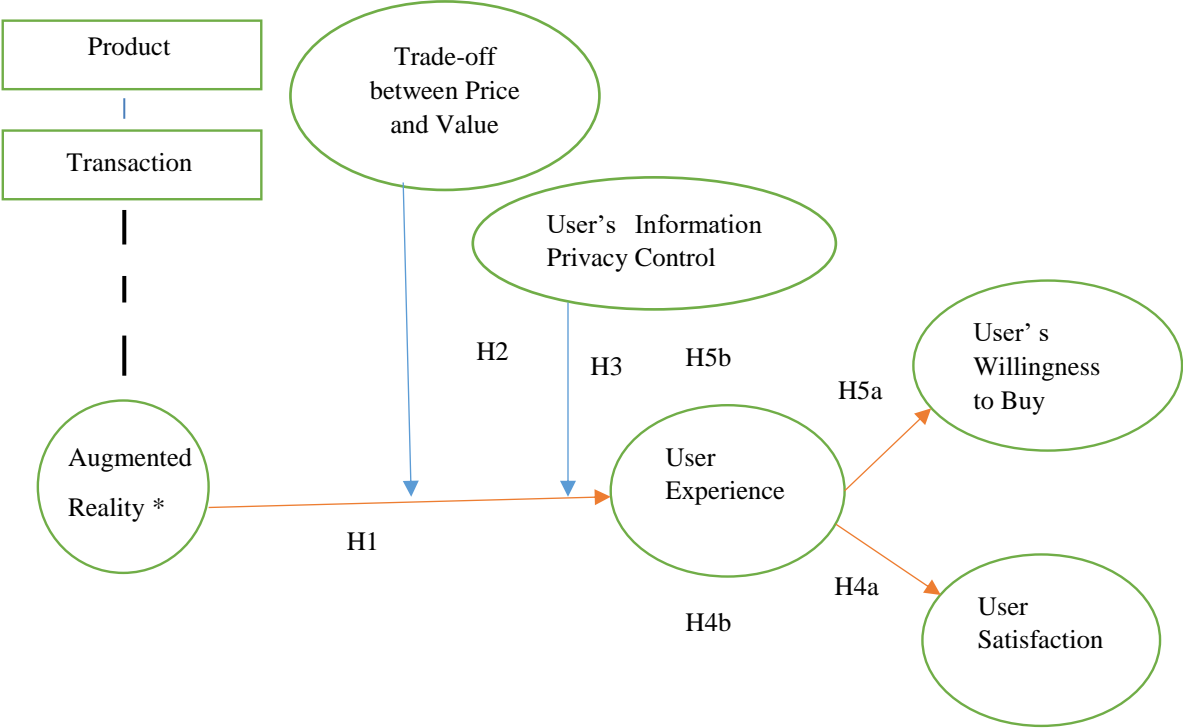 Product
Transaction
Trade-off
between Price
and Value
User’s Information
Privacy Control
H2
H3
H5b
User’ s
Willingness
to Buy
H5a
Augmented
Reality *
User
Experience
H1
H4a
H4b
User
Satisfaction